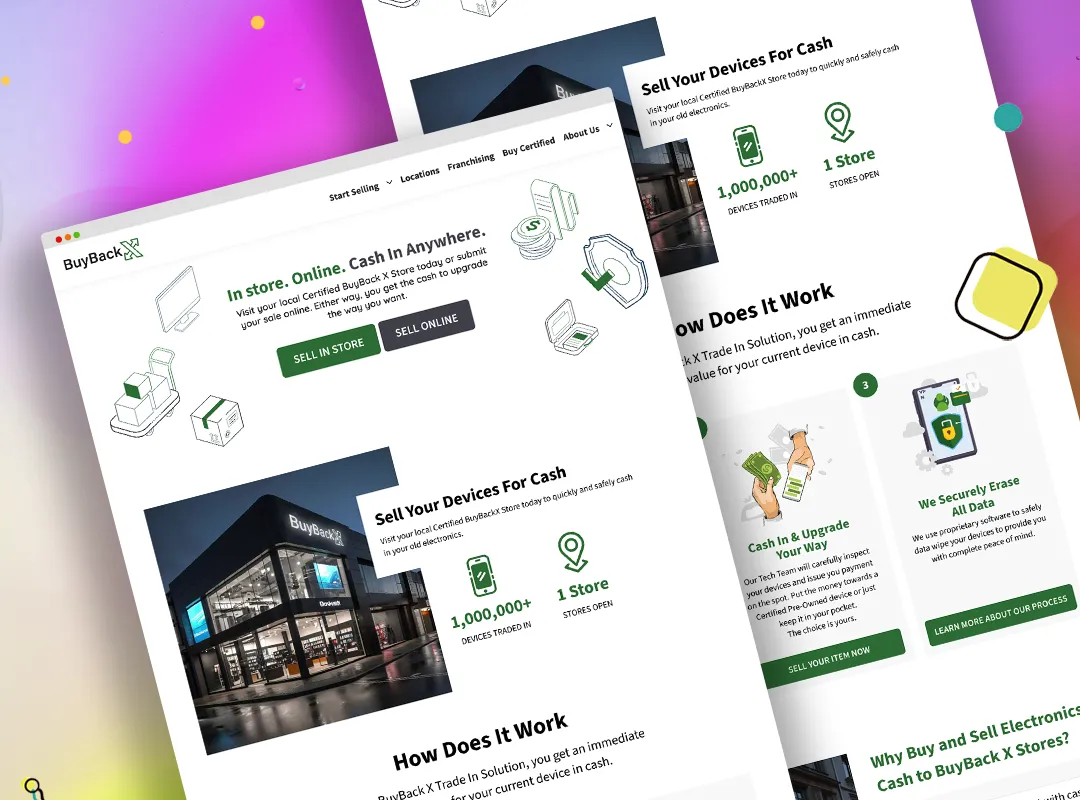 BuyBackX
Start Selling
Locations
Franchising
Buy Certified
About Us
In store. Online. Cash In Anywhere.
Visit your local Certified BuyBack X Store today or submit
your sale online. Either way, you get the cash to upgrade
the way you want.
SELL IN STORE
SELL ONLINE
BuyBackX
Sell Your Devices For Cash
Visit your local Certified BuyBackX Store today to quickly and safely cash
in your old electronics.
1,000,000+
DEVICES TRADED IN
1 Store
STORES OPEN
How Does It Work
BuyBack X Trade In Solution, you get an immediate
for your current device in cash.
Sell Your Devices For Cash
Visit your local Certified BuyBackX Store today to quickly and safely cash
in your old electronics.
1,000,000+
DEVICES TRADED IN
1 Store
STORES OPEN
ow Does It Work
k X Trade In Solution, you get an immediate
value for your current device in cash.
Cash In & Upgrade
Your Way
Our Tech Team will carefully inspect
your devices and issue you payment
on the spot. Put the money towards a
Certified Pre-Owned device or just
keep it in your pocket.
The choice is yours.
SELL YOUR ITEM NOW
3
We Securely Erase
All Data
We use proprietary software to safely
data wipe your devices to provide you
with complete peace of mind.
LEARN MORE ABOUT OUR PROCESS
Why Buy and Sell Electronics
Cash to BuyBack X Stores?